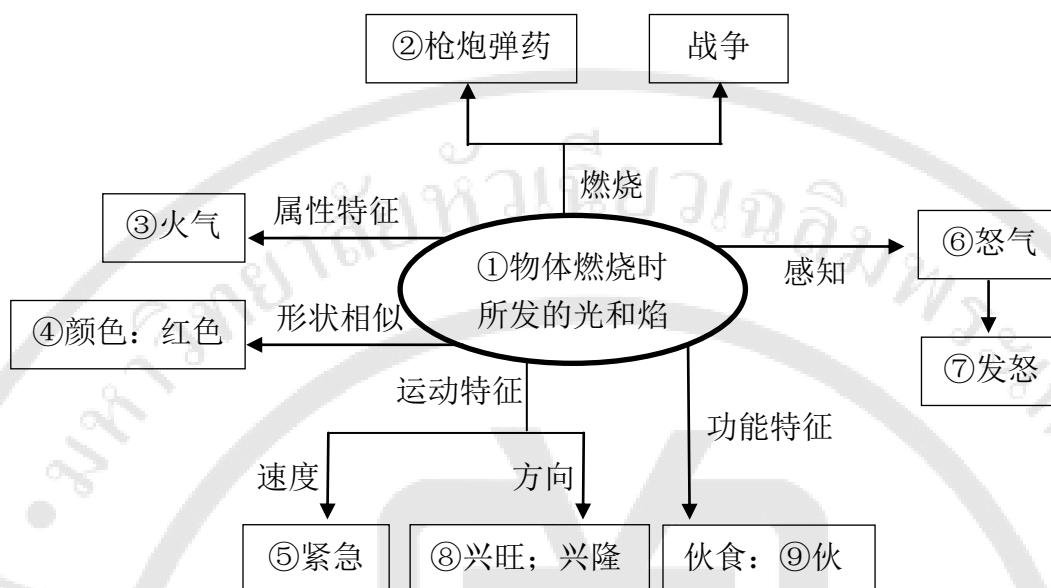 ②枪炮弹药
战争
燃烧
③火气
属性特征
①物体燃烧时
所发的光和焰
感知
⑥怒气
④颜色：红色
形状相似
⑦发怒
运动特征
功能特征
速度
方向
⑤紧急
⑧兴旺；兴隆
伙食：⑨伙